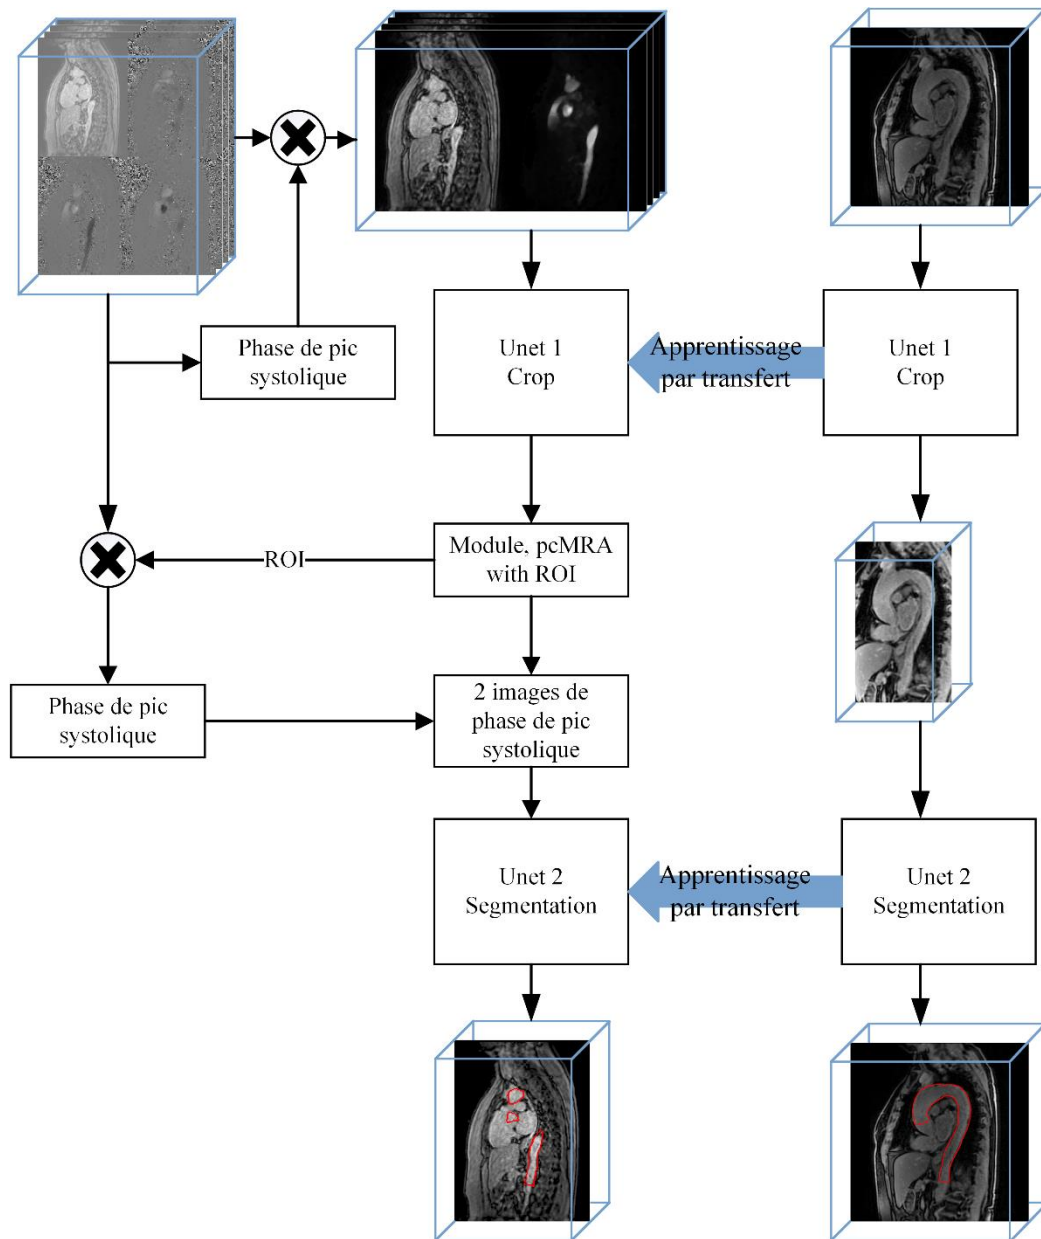 Phase de pic
systolique
Unet 1
Crop
Apprentissage
par transfert
Unet 1
Crop
ROI
Module, pcMRA
with ROI
Phase de pic
systolique
2 images de
phase de pic
systolique
Unet 2
Segmentation
Apprentissage
par transfert
Unet 2
Segmentation